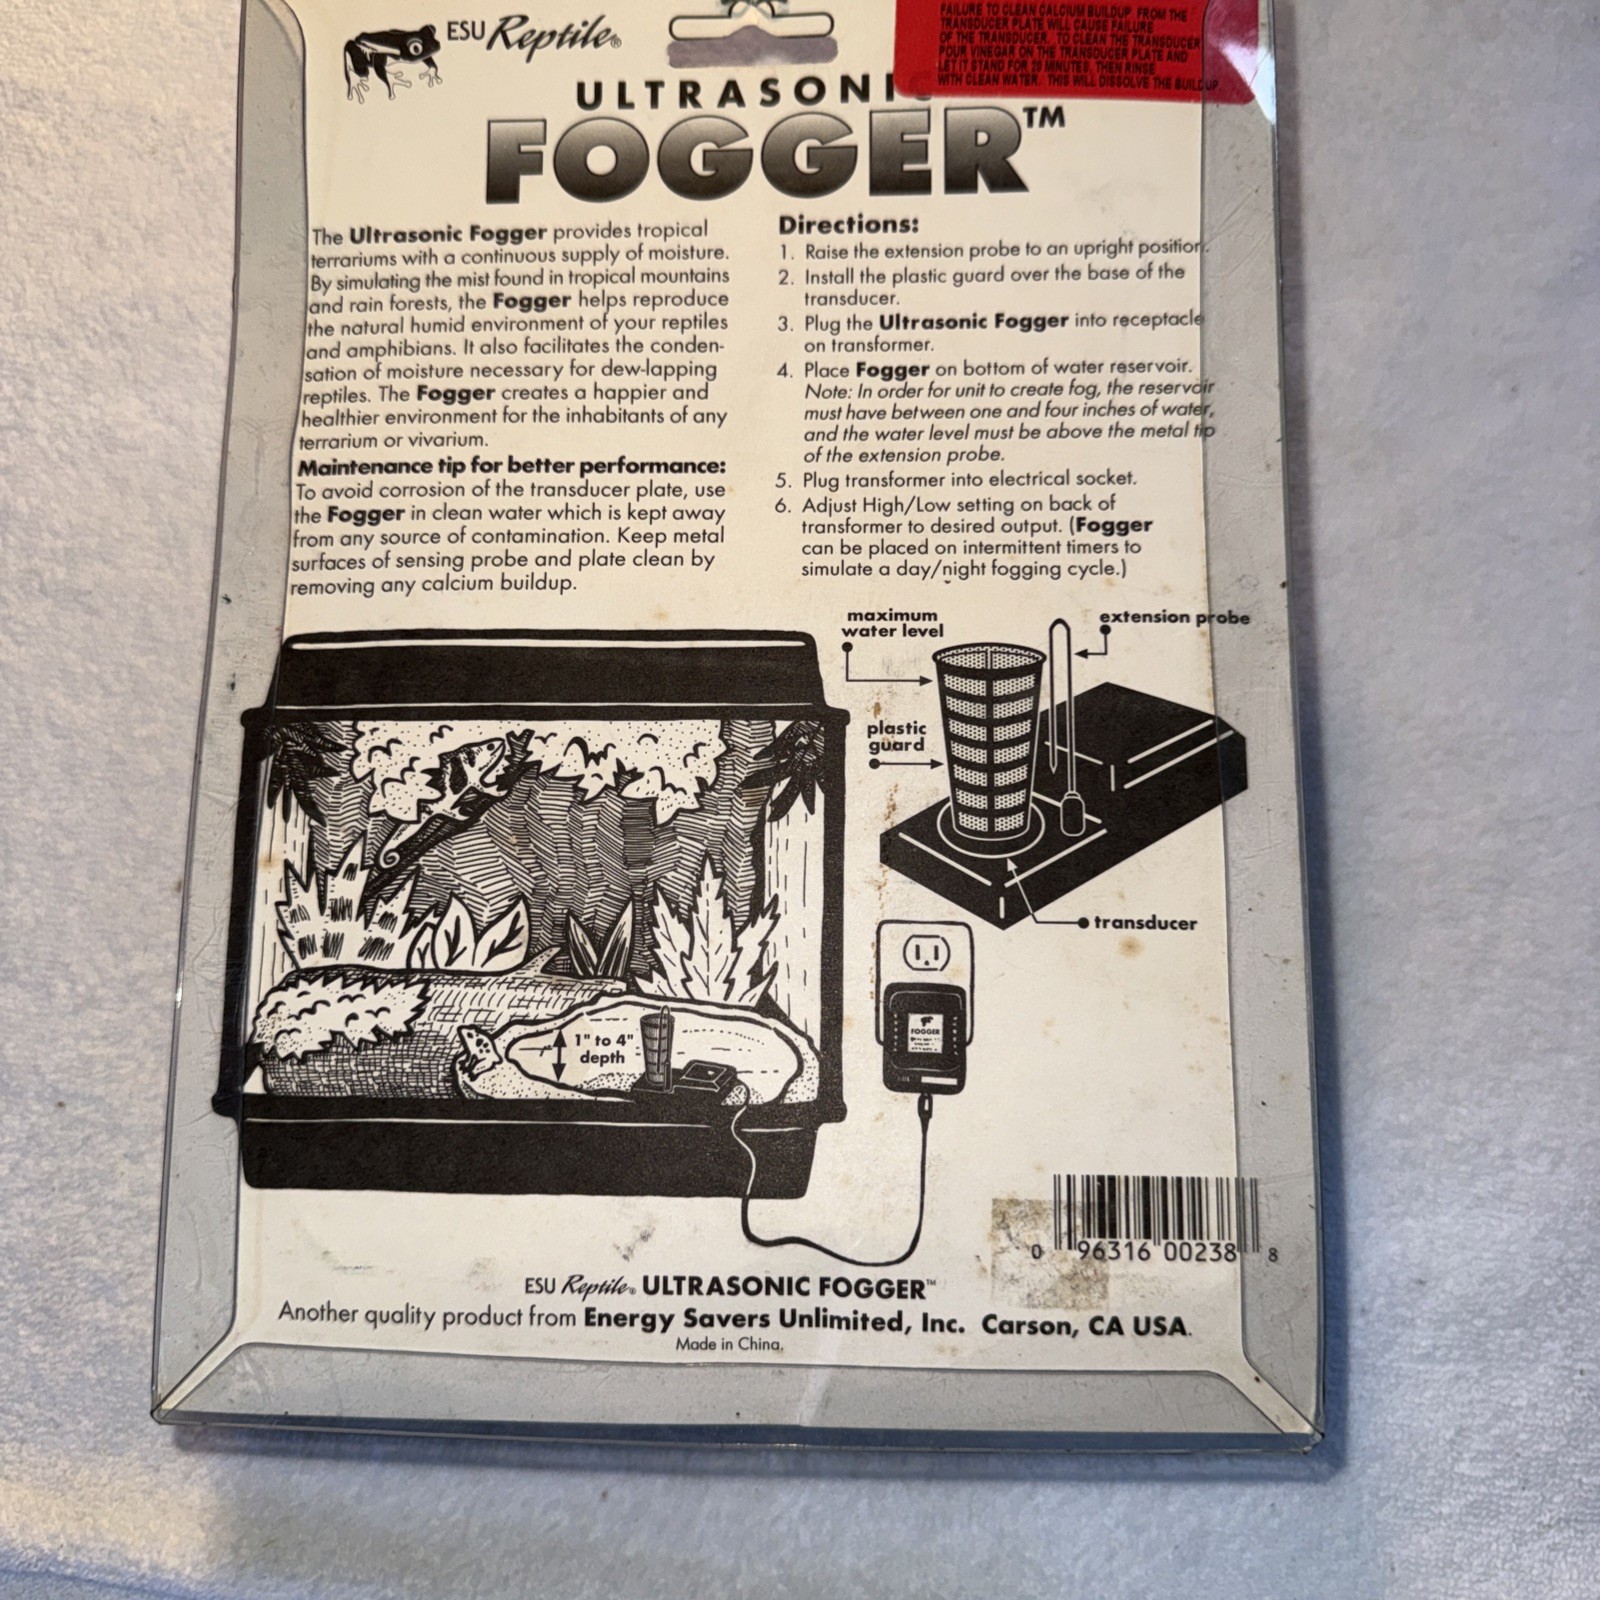 FAILURE TO CLEAN CALCIUM BUILDUP FROM THE
TRANSDUCER PLATE WILL CAUSE FAILURE
OF THE TRANSDUCER. TO CLEAN THE TRANSDUCER
POUR VINEGAR ON THE TRANSDUCER PLATE AND
LET IT STAND FOR 20 MINUTES, THEN RINSE
WITH CLEAN WATER. THIS WILL DISSOLVE THE BUILDUP.
ESU Reptile®
ULTRASONIC
FOGGER™
The Ultrasonic Fogger provides tropical
terrariums with a continuous supply of moisture.
By simulating the mist found in tropical mountains
and rain forests, the Fogger helps reproduce
the natural humid environment of your reptiles
and amphibians. It also facilitates the conden-
sation of moisture necessary for dew-lapping
reptiles. The Fogger creates a happier and
healthier environment for the inhabitants of any
terrarium or vivarium.
Maintenance tip for better performance:
To avoid corrosion of the transducer plate, use
the Fogger in clean water which is kept away
from any source of contamination. Keep metal
surfaces of sensing probe and plate clean by
removing any calcium buildup.
Directions:
1. Raise the extension probe to an upright position.
2. Install the plastic guard over the base of the
transducer.
3. Plug the Ultrasonic Fogger into receptacle
on transformer.
4. Place Fogger on bottom of water reservoir.
Note: In order for unit to create fog, the reservoir
must have between one and four inches of water,
and the water level must be above the metal tip
of the extension probe.
5. Plug transformer into electrical socket.
6. Adjust High/Low setting on back of
transformer to desired output. (Fogger
can be placed on intermittent timers to
simulate a day/night fogging cycle.)
maximum
water level
extension probe
plastic
guard
transducer
FOGGER
1" to 4"
depth
0 96316 00238 8
ESU Reptile® ULTRASONIC FOGGER™
Another quality product from Energy Savers Unlimited, Inc. Carson, CA USA.
Made in China.